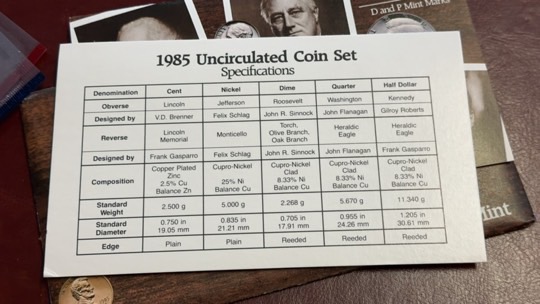 D and P Mint Marks
1985 Uncirculated Coin Set
Specifications
Denomination Cent Nickel Dime Quarter Half Dollar
Obverse Lincoln Jefferson Roosevelt Washington Kennedy
Designed by V.D. Brenner Felix Schlag John R. Sinnock John Flanagan Gilroy Roberts
Reverse Lincoln Memorial Monticello Torch, Olive Branch, Oak Branch Heraldic Eagle Heraldic Eagle
Designed by Frank Gasparro Felix Schlag John R. Sinnock John Flanagan Frank Gasparro
Composition Copper Plated Zinc 2.5% Cu Balance Zn Cupro-Nickel 25% Ni Balance Cu Cupro-Nickel Clad 8.33% Ni Balance Cu Cupro-Nickel Clad 8.33% Ni Balance Cu Cupro-Nickel Clad 8.33% Ni Balance Cu
Standard Weight 2.500 g 5.000 g 2.268 g 5.670 g 11.340 g
Standard Diameter 0.750 in 19.05 mm 0.835 in 21.21 mm 0.705 in 17.91 mm 0.955 in 24.26 mm 1.205 in 30.61 mm
Edge Plain Plain Reeded Reeded Reeded
Mint